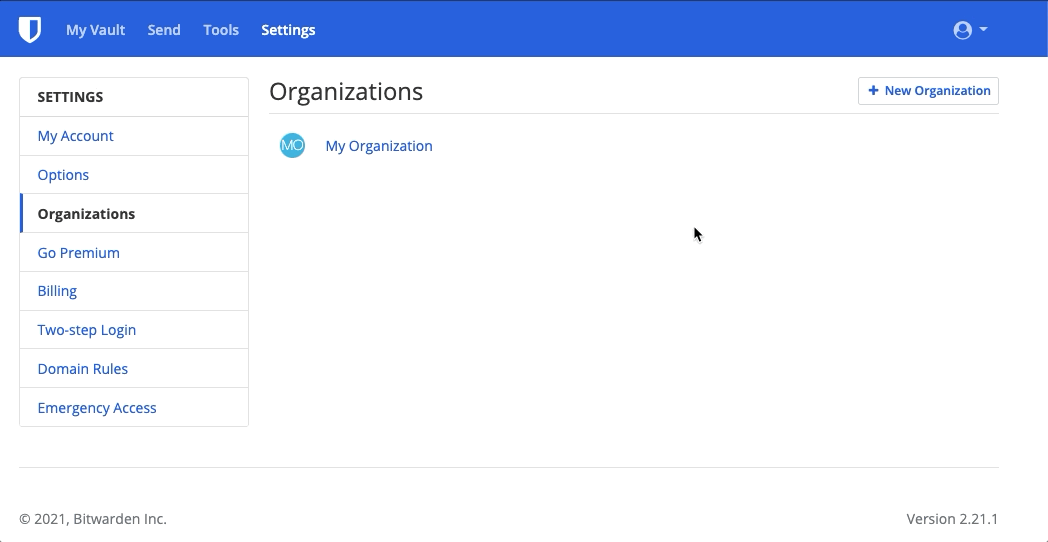 My Vault Send Tools Settings
SETTINGS
My Account
Options
Organizations
Go Premium
Billing
Two-step Login
Domain Rules
Emergency Access
Organizations
+ New Organization
MO My Organization
© 2021, Bitwarden Inc.
Version 2.21.1